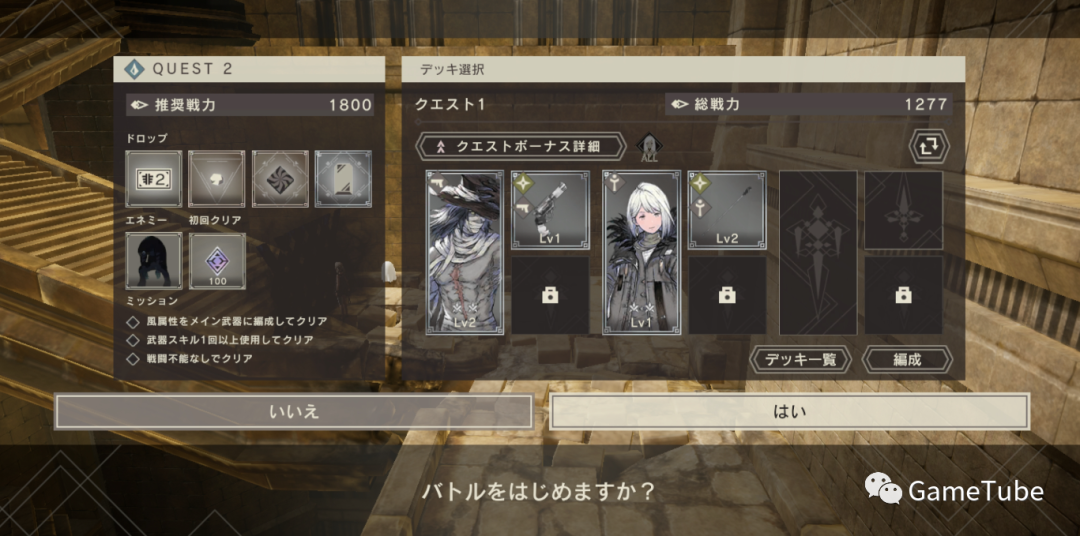 QUEST 2
推奨戦力 1800
ドロップ
非2
エネミー 初回クリア
100
ミッション
風属性をメイン武器に編成してクリア
武器スキル1回以上使用してクリア
戦闘不能なしでクリア
デッキ選択
クエスト1 総戦力 1277
クエストボーナス詳細 ALL
Lv2 Lv1 Lv1 Lv2
デッキ一覧 編成
いいえ はい
バトルをはじめますか？
GameTube